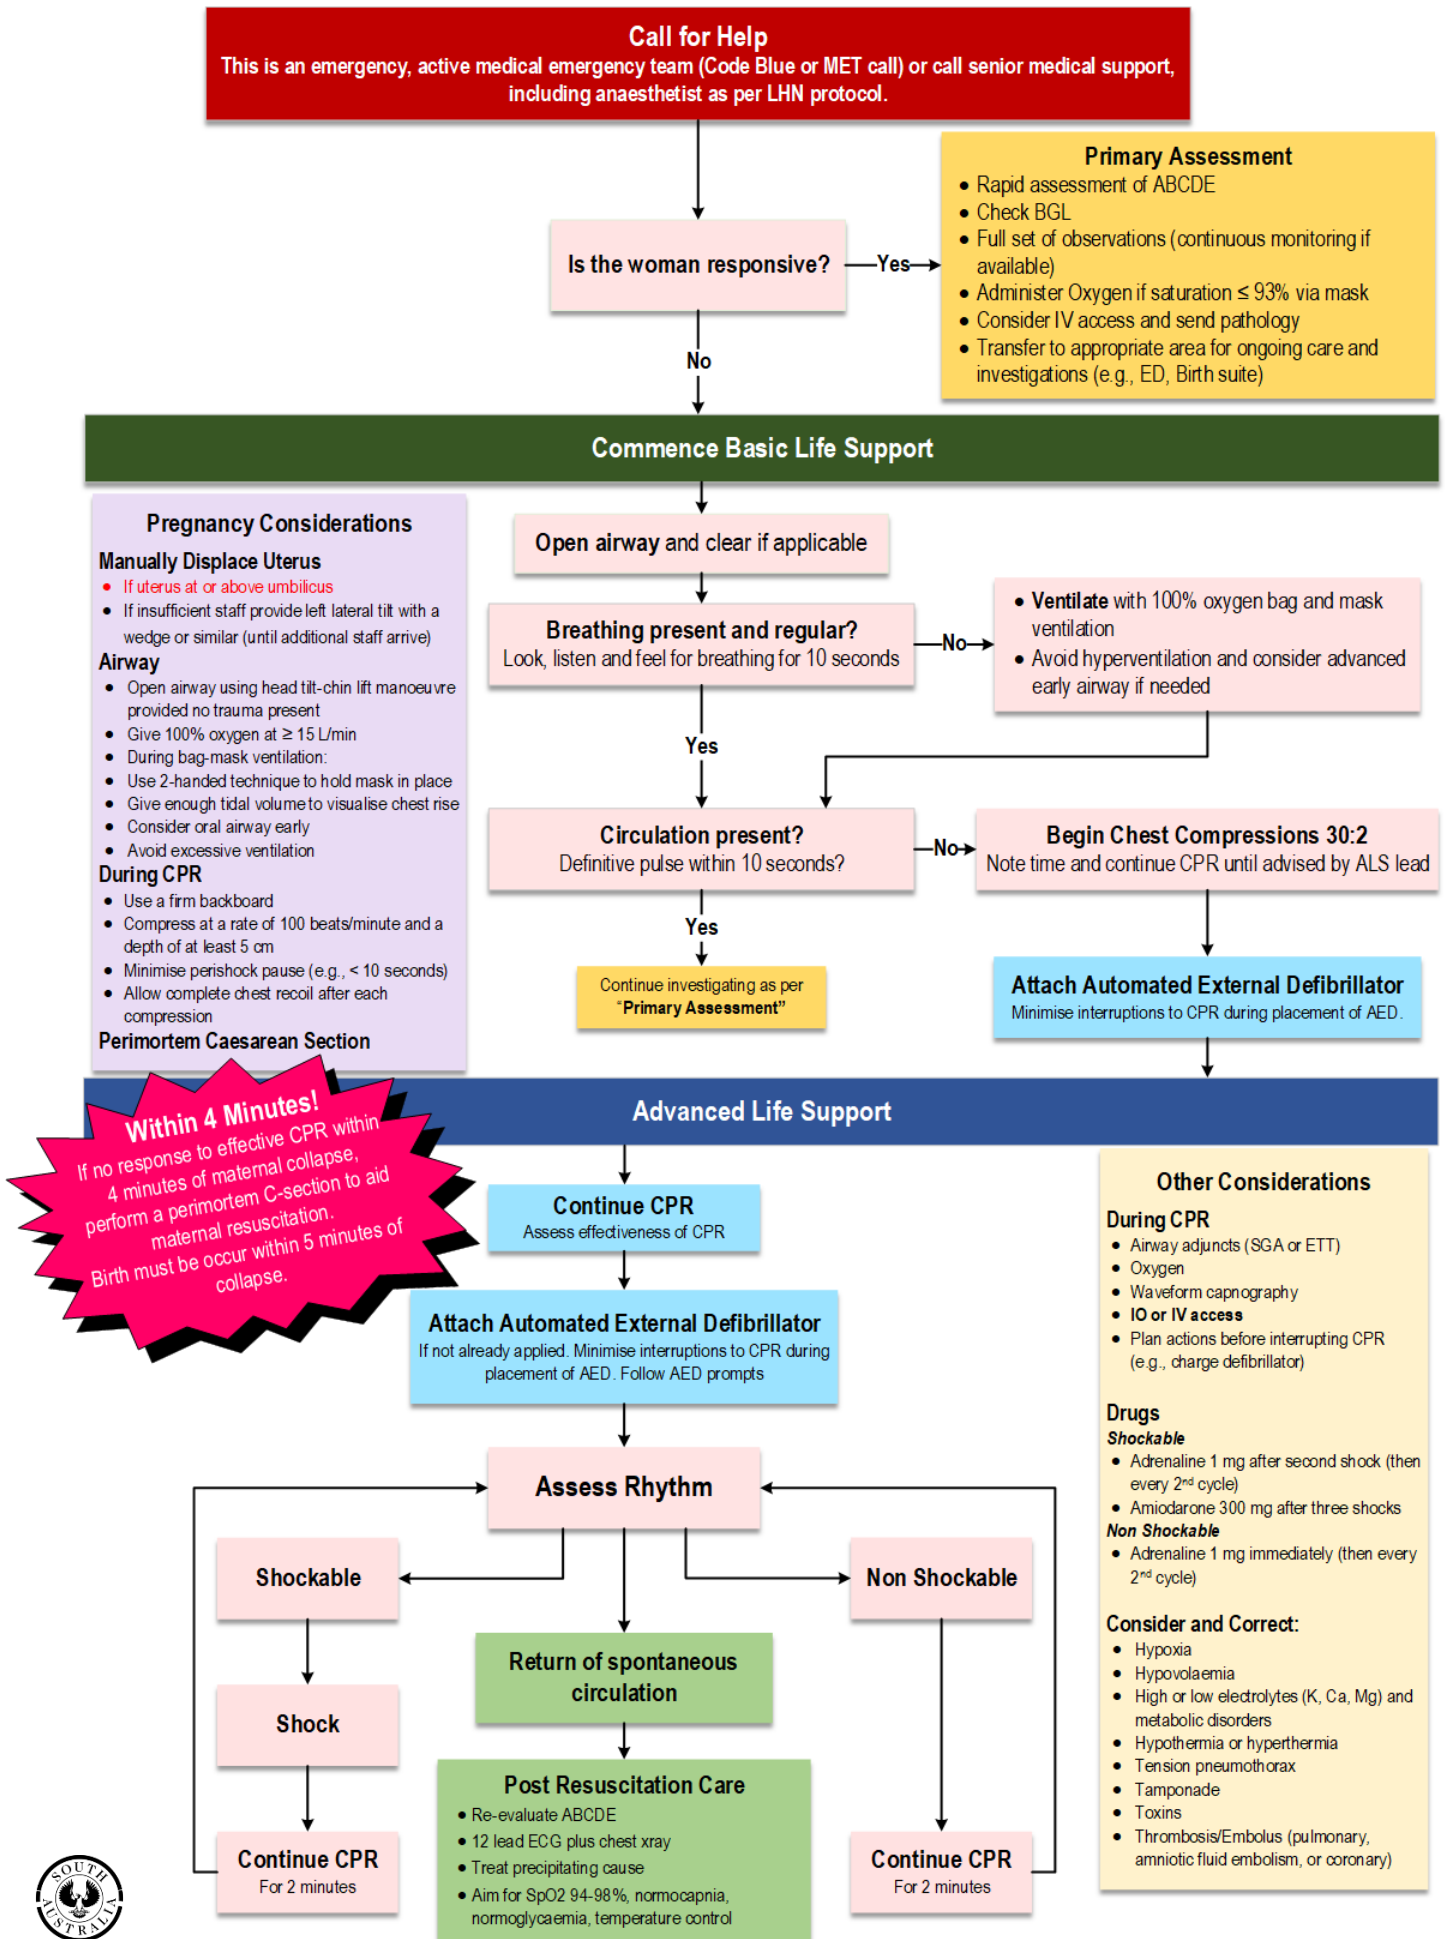 Call for Help
This is an emergency, active medical emergency team (Code Blue or MET call) or call senior medical support,
including anaesthetist as per LHN protocol.
Primary Assessment
• Rapid assessment of ABCDE
• Check BGL
• Full set of observations (continuous monitoring if
available)
• Administer Oxygen if saturation ≤ 93% via mask
• Consider IV access and send pathology
• Transfer to appropriate area for ongoing care and
investigations (e.g., ED, Birth suite)
Is the woman responsive?
Yes
No
Commence Basic Life Support
Pregnancy Considerations
Manually Displace Uterus
• If uterus at or above umbilicus
• If insufficient staff provide left lateral tilt with a
wedge or similar (until additional staff arrive)
Airway
• Open airway using head tilt-chin lift manoeuvre
provided no trauma present
• Give 100% oxygen at ≥ 15 L/min
• During bag-mask ventilation:
• Use 2-handed technique to hold mask in place
• Give enough tidal volume to visualise chest rise
• Consider oral airway early
• Avoid excessive ventilation
During CPR
• Use a firm backboard
• Compress at a rate of 100 beats/minute and a
depth of at least 5 cm
• Minimise perishock pause (e.g., < 10 seconds)
• Allow complete chest recoil after each
compression
Perimortem Caesarean Section
Within 4 Minutes!
If no response to effective CPR within
4 minutes of maternal collapse,
perform a perimortem C-section to aid
maternal resuscitation.
Birth must be occur within 5 minutes of
collapse.
Open airway and clear if applicable
Breathing present and regular?
Look, listen and feel for breathing for 10 seconds
No
• Ventilate with 100% oxygen bag and mask
ventilation
• Avoid hyperventilation and consider advanced
early airway if needed
Yes
Circulation present?
Definitive pulse within 10 seconds?
No
Begin Chest Compressions 30:2
Note time and continue CPR until advised by ALS lead
Yes
Continue investigating as per
“Primary Assessment”
Attach Automated External Defibrillator
Minimise interruptions to CPR during placement of AED.
Advanced Life Support
Continue CPR
Assess effectiveness of CPR
Attach Automated External Defibrillator
If not already applied. Minimise interruptions to CPR during
placement of AED. Follow AED prompts
Assess Rhythm
Shockable
Non Shockable
Return of spontaneous
circulation
Shock
Post Resuscitation Care
• Re-evaluate ABCDE
• 12 lead ECG plus chest xray
• Treat precipitating cause
• Aim for SpO2 94-98%, normocapnia,
normoglycaemia, temperature control
Continue CPR
For 2 minutes
Continue CPR
For 2 minutes
Other Considerations
During CPR
• Airway adjuncts (SGA or ETT)
• Oxygen
• Waveform capnography
• IO or IV access
• Plan actions before interrupting CPR
(e.g., charge defibrillator)
Drugs
Shockable
• Adrenaline 1 mg after second shock (then
every 2nd cycle)
• Amiodarone 300 mg after three shocks
Non Shockable
• Adrenaline 1 mg immediately (then every
2nd cycle)
Consider and Correct:
• Hypoxia
• Hypovolaemia
• High or low electrolytes (K, Ca, Mg) and
metabolic disorders
• Hypothermia or hyperthermia
• Tension pneumothorax
• Tamponade
• Toxins
• Thrombosis/Embolus (pulmonary,
amniotic fluid embolism, or coronary)
SOUTH
AUSTRALIA